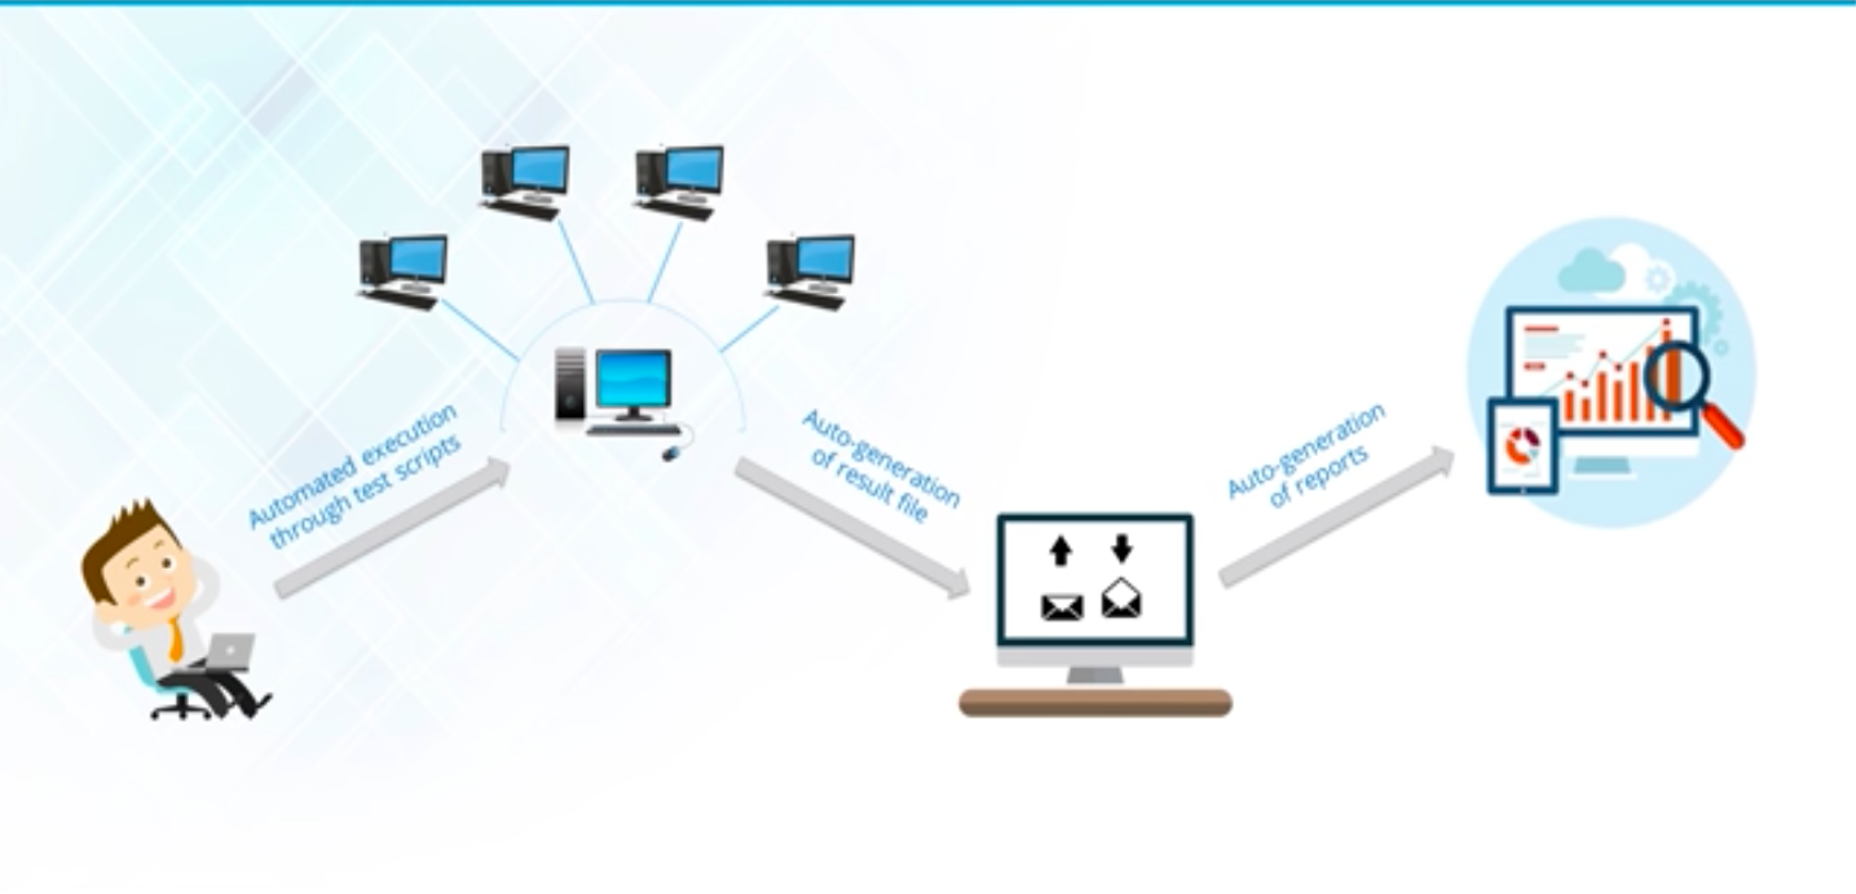 Automated execution
through test scripts
Auto-generation
of result file
Auto-generation
of reports